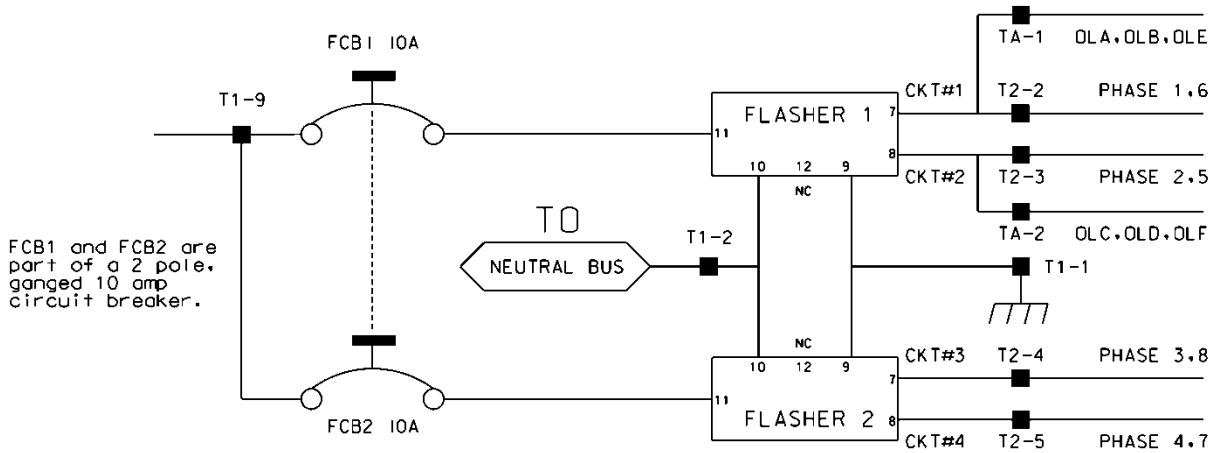 FCB1 10A
T1-9
FCB1 and FCB2 are
part of a 2 pole,
ganged 10 amp
circuit breaker.
FCB2 10A
TO
NEUTRAL BUS
T1-2
FLASHER 1
11
7
8
10 12 9
NC
CKT#1
CKT#2
TA-1 OLA,OLB,OLE
T2-2 PHASE 1,6
T2-3 PHASE 2,5
TA-2 OLC,OLD,OLF
T1-1
NC
10 12 9
11
7
8
FLASHER 2
CKT#3 T2-4 PHASE 3,8
CKT#4 T2-5 PHASE 4,7